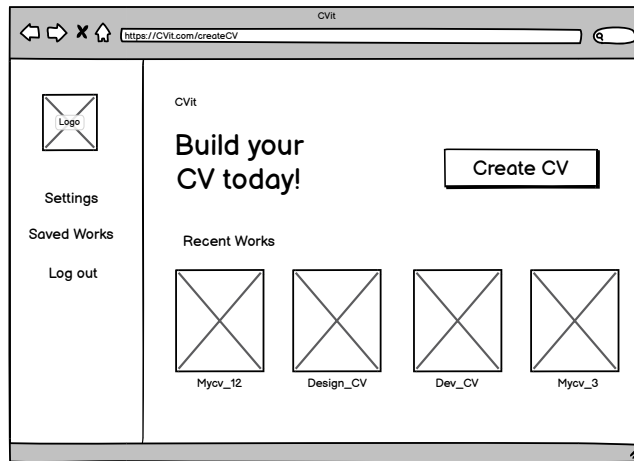 CVit
https://CVit.com/createCV
Logo
Settings
Saved Works
Log out
CVit
Build your
CV today!
Create CV
Recent Works
Mycv_12
Design_CV
Dev_CV
Mycv_3